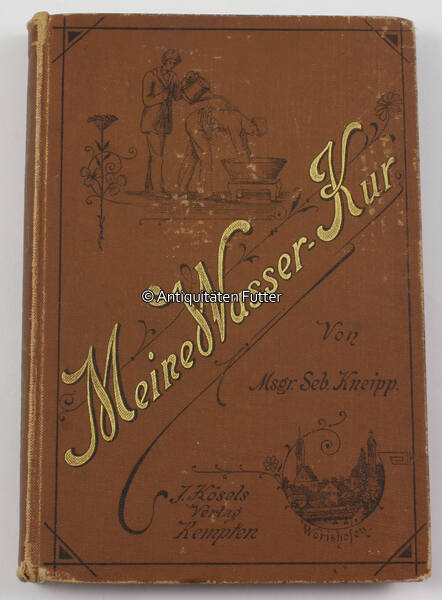 Meine Wasser-Kur
© Antiquitäten Futter
Von
Msgr. Seb. Kneipp.
J. Kösels
Verlag
Kempten
Wörishofen.